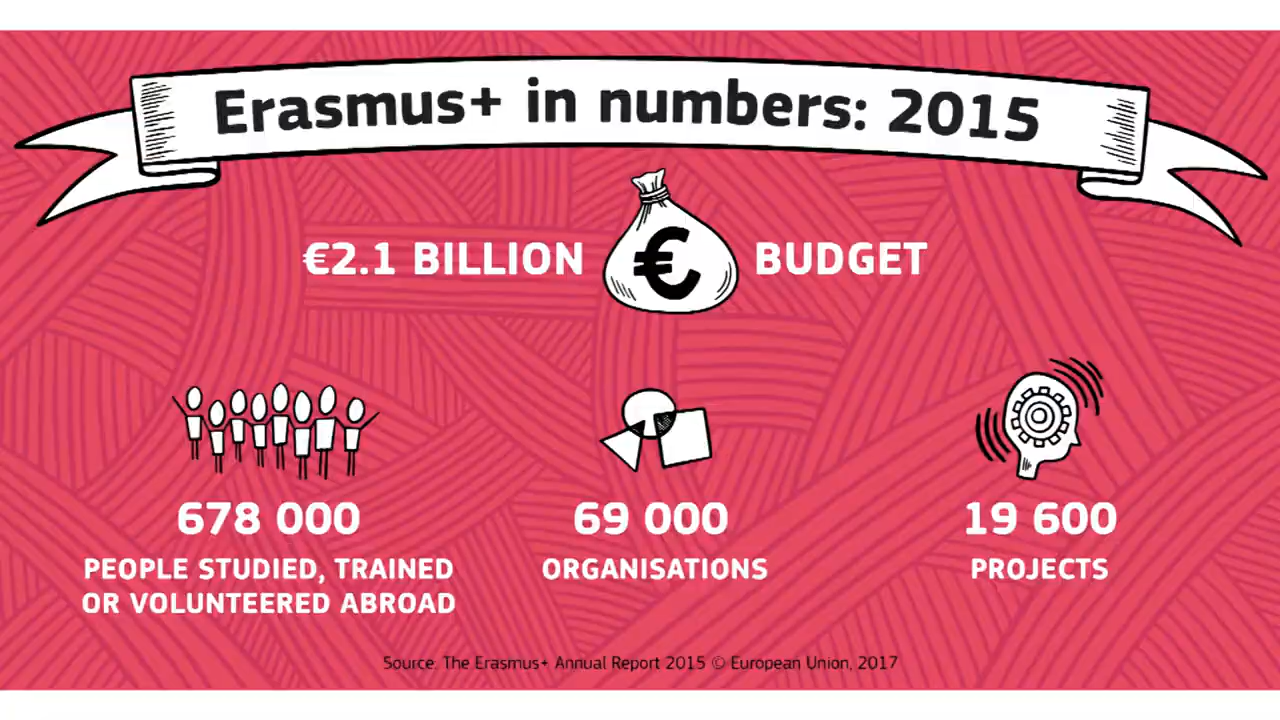 Erasmus+ in numbers: 2015
€2.1 BILLION € BUDGET
678 000
PEOPLE STUDIED, TRAINED
OR VOLUNTEERED ABROAD
69 000
ORGANISATIONS
19 600
PROJECTS
Source: The Erasmus+ Annual Report 2015 © European Union, 2017